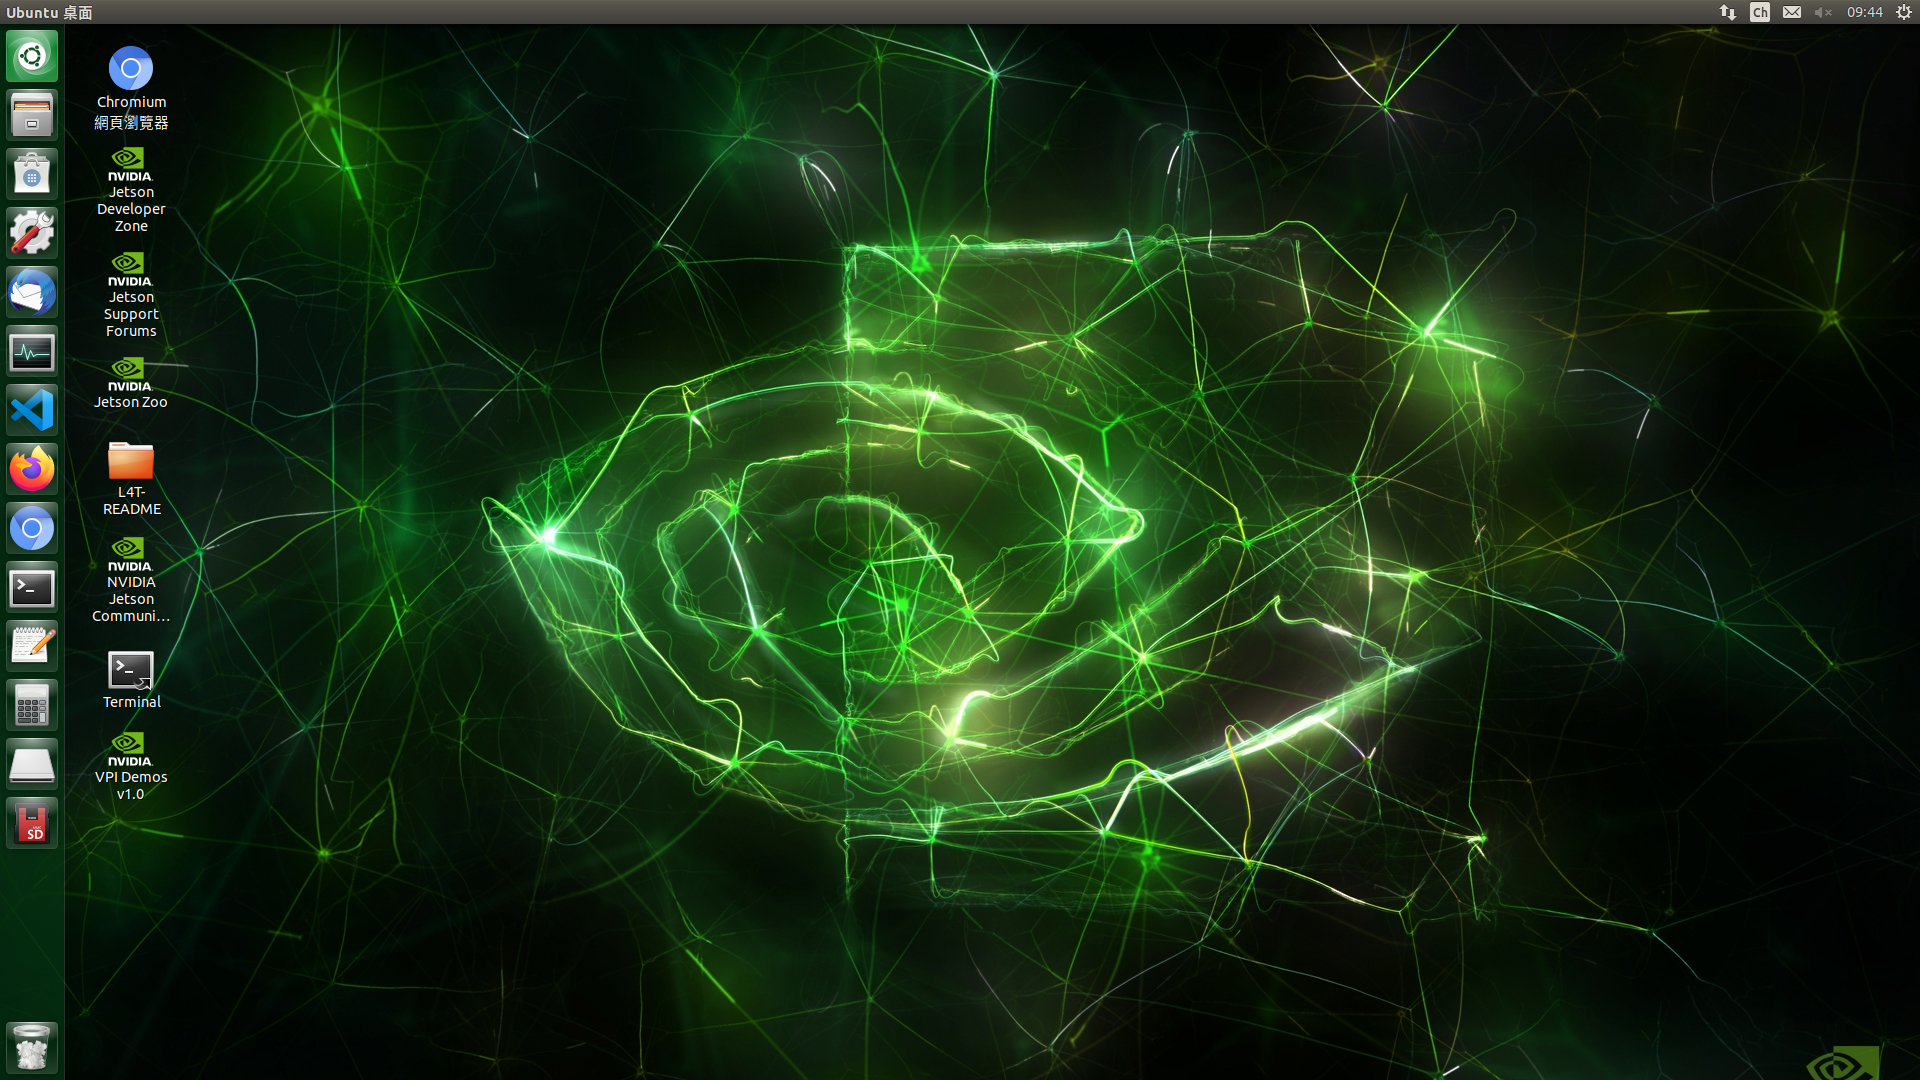 Ubuntu 桌面
Ch
09:44
Chromium
網頁瀏覽器
NVIDIA.
Jetson
Developer
Zone
NVIDIA.
Jetson
Support
Forums
NVIDIA.
Jetson Zoo
L4T-
README
NVIDIA.
NVIDIA
Jetson
Communi...
>_
Terminal
NVIDIA.
VPI Demos
v1.0
>_
SD